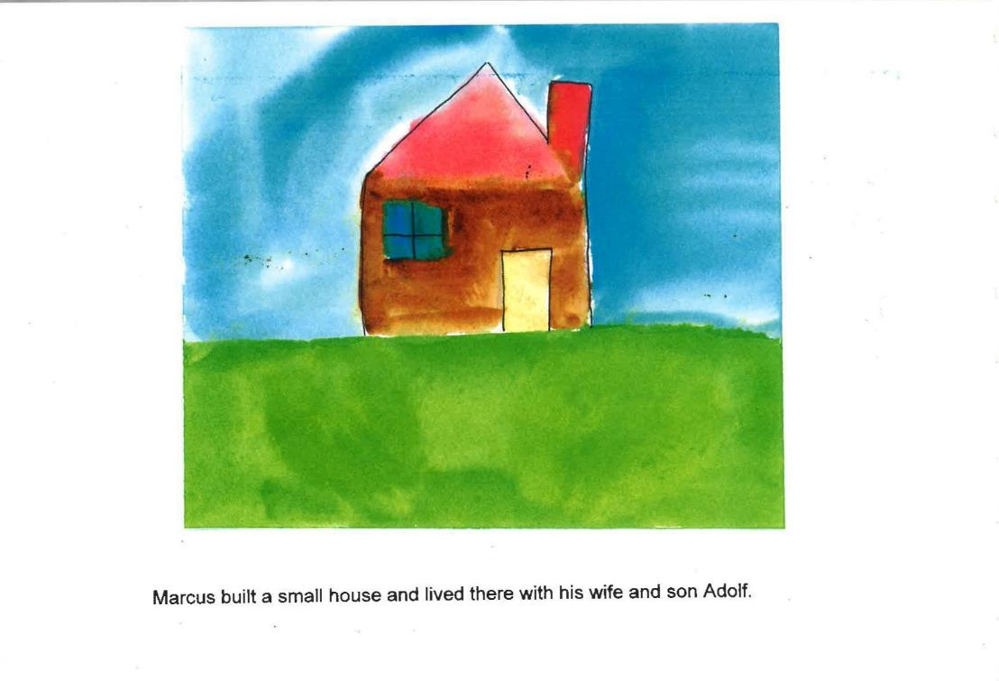 Marcus built a small house and lived there with his wife and son Adolf.